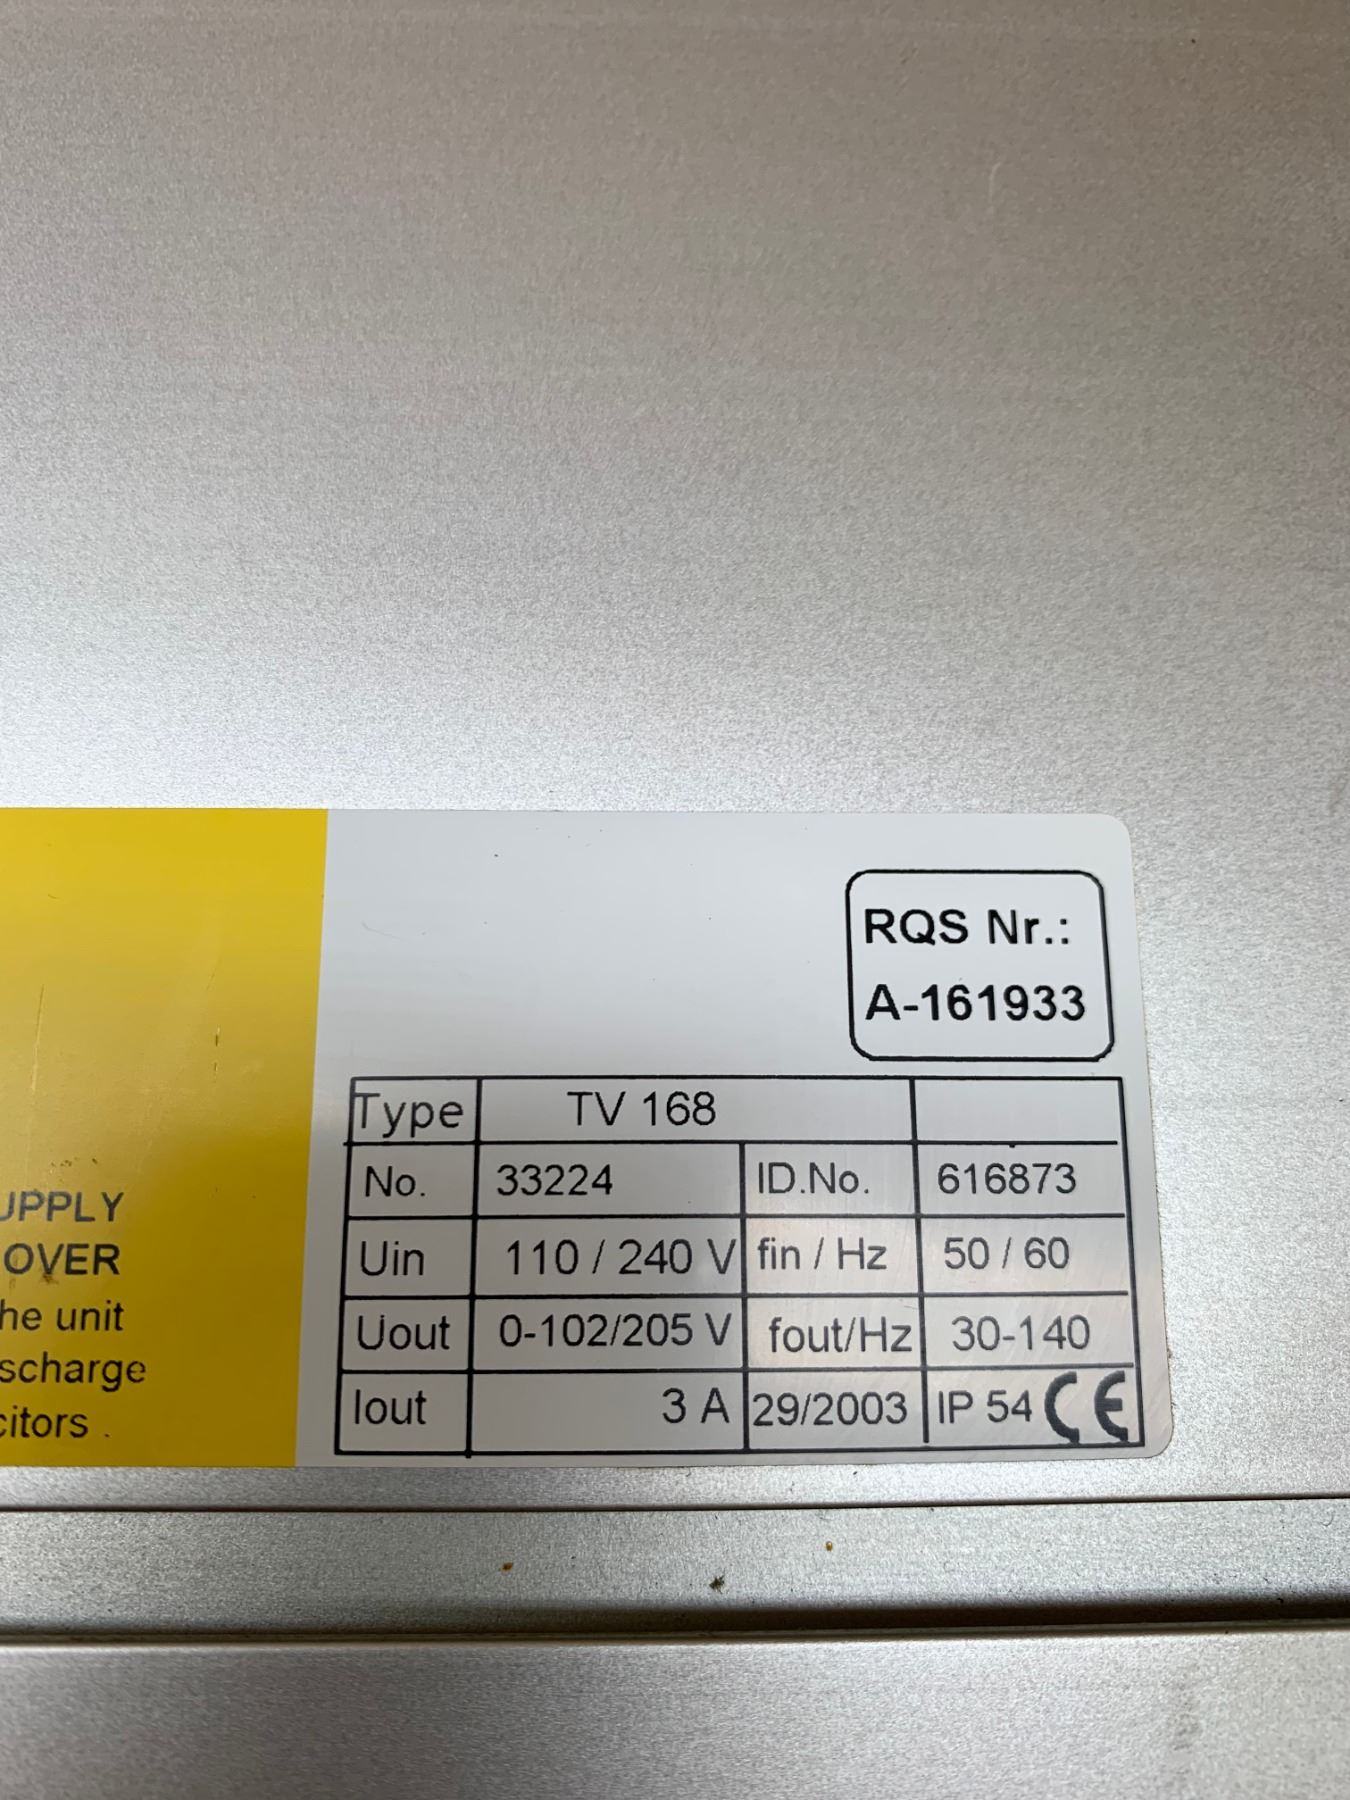 UPPLY
OVER
he unit
scharge
citors .
RQS Nr.:
A-161933
Type TV 168
No. 33224 ID.No. 616873
Uin 110 / 240 V fin / Hz 50 / 60
Uout 0-102/205 V fout/Hz 30-140
Iout 3 A 29/2003 IP 54 CE